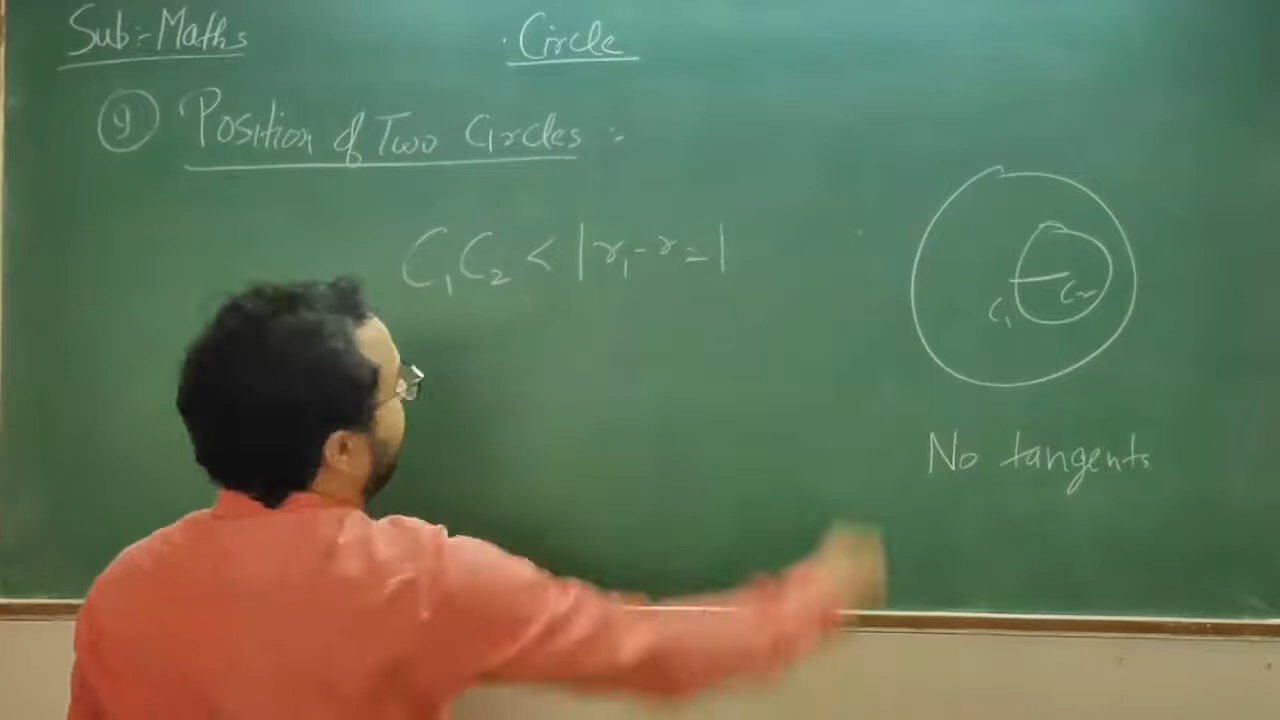 Sub:- Maths
Circle
9 Position of Two Circles :-
C₁C₂ < |r₁-r₂|
C₁ C₂
No tangents